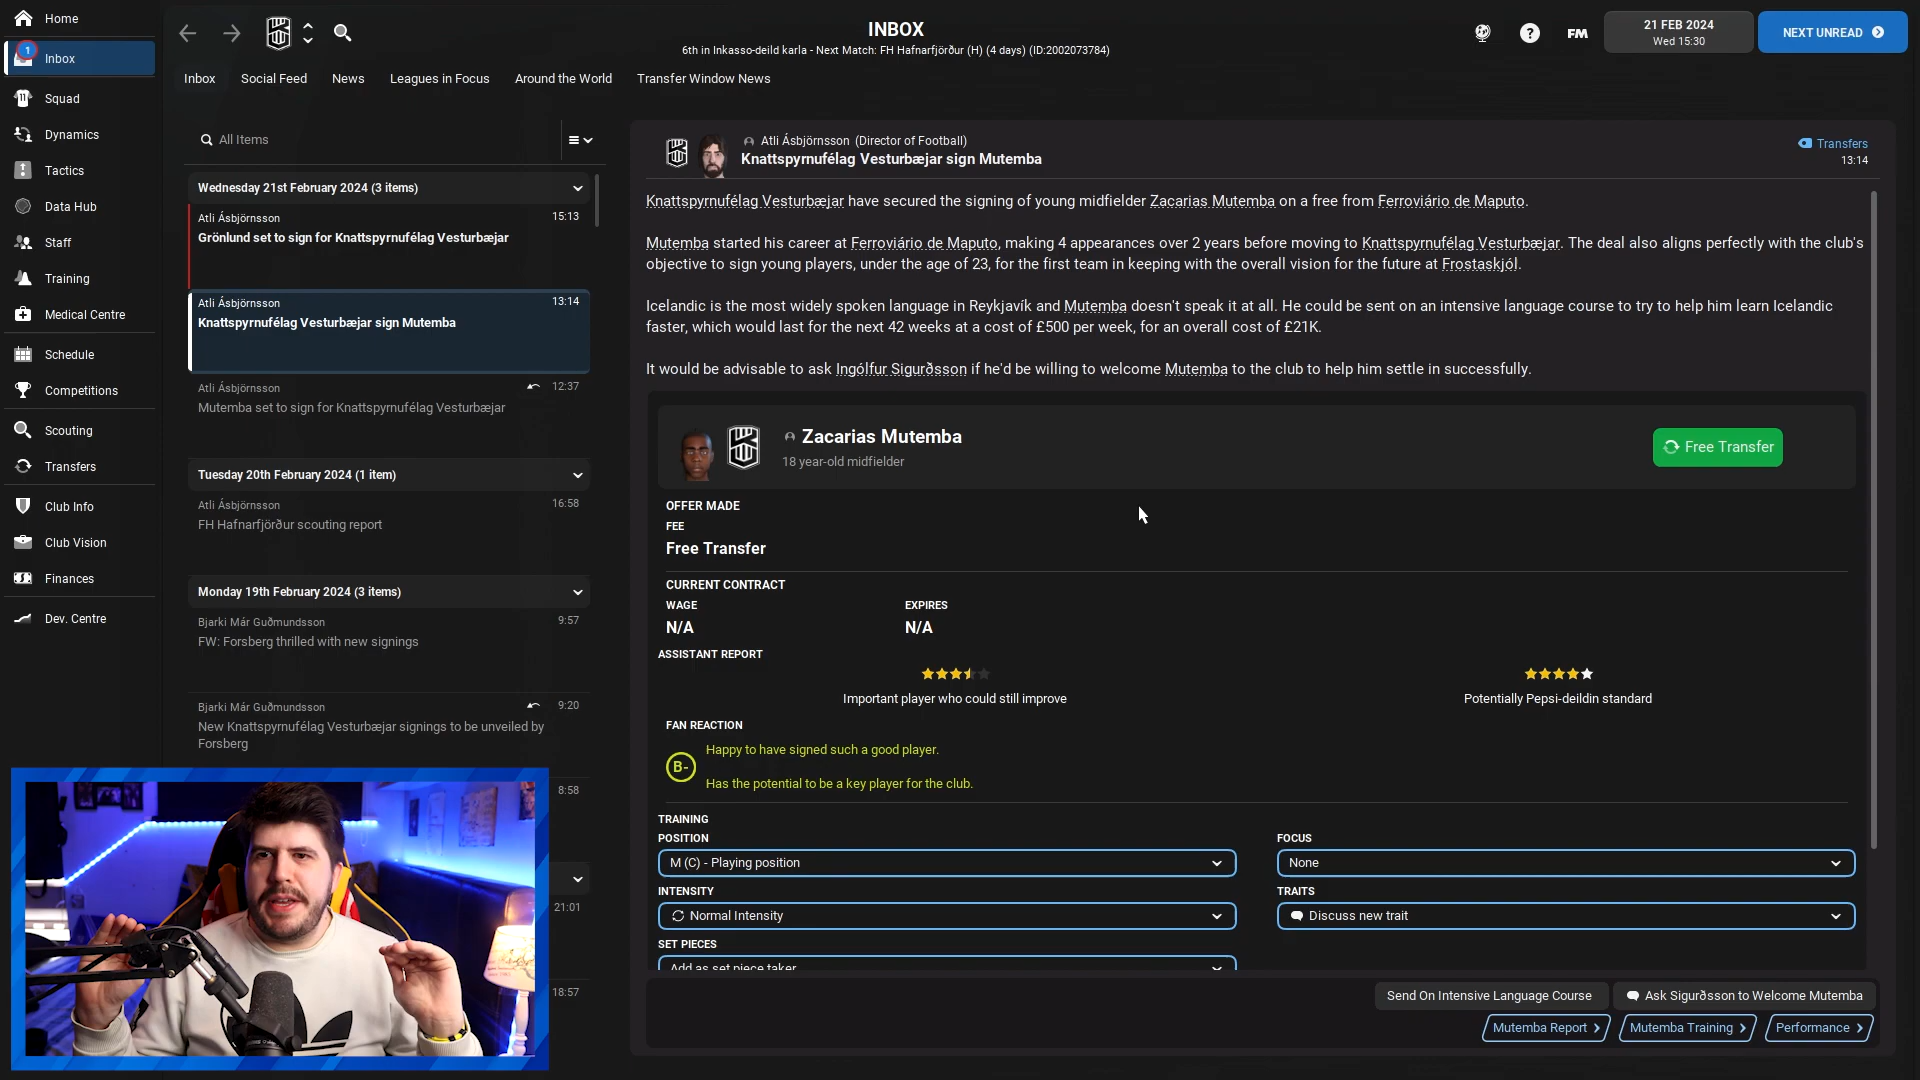 Home
1
Inbox
Squad
Dynamics
Tactics
Data Hub
Staff
Training
Medical Centre
Schedule
Competitions
Scouting
Transfers
Club Info
Club Vision
Finances
Dev. Centre
INBOX
6th in Inkasso-deild karla - Next Match: FH Hafnarfjörður (H) (4 days) (ID:2002073784)
FM
21 FEB 2024
Wed 15:30
NEXT UNREAD
Inbox
Social Feed
News
Leagues in Focus
Around the World
Transfer Window News
All Items
Wednesday 21st February 2024 (3 items)
Atli Ásbjörnsson 15:13
Grönlund set to sign for Knattspyrnufélag Vesturbæjar
Atli Ásbjörnsson 13:14
Knattspyrnufélag Vesturbæjar sign Mutemba
Atli Ásbjörnsson 12:37
Mutemba set to sign for Knattspyrnufélag Vesturbæjar
Tuesday 20th February 2024 (1 item)
Atli Ásbjörnsson 16:58
FH Hafnarfjörður scouting report
Monday 19th February 2024 (3 items)
Bjarki Már Guðmundsson 9:57
FW: Forsberg thrilled with new signings
Bjarki Már Guðmundsson 9:20
New Knattspyrnufélag Vesturbæjar signings to be unveiled by
Forsberg
8:58
21:01
18:57
Atli Ásbjörnsson (Director of Football)
Knattspyrnufélag Vesturbæjar sign Mutemba
Transfers
13:14
Knattspyrnufélag Vesturbæjar have secured the signing of young midfielder Zacarias Mutemba on a free from Ferroviário de Maputo.
Mutemba started his career at Ferroviário de Maputo, making 4 appearances over 2 years before moving to Knattspyrnufélag Vesturbæjar. The deal also aligns perfectly with the club's
objective to sign young players, under the age of 23, for the first team in keeping with the overall vision for the future at Frostaskjól.
Icelandic is the most widely spoken language in Reykjavík and Mutemba doesn't speak it at all. He could be sent on an intensive language course to try to help him learn Icelandic
faster, which would last for the next 42 weeks at a cost of £500 per week, for an overall cost of £21K.
It would be advisable to ask Ingólfur Sigurðsson if he'd be willing to welcome Mutemba to the club to help him settle in successfully.
Zacarias Mutemba
18 year-old midfielder
Free Transfer
OFFER MADE
FEE
Free Transfer
CURRENT CONTRACT
WAGE EXPIRES
N/A N/A
ASSISTANT REPORT
Important player who could still improve
Potentially Pepsi-deildin standard
FAN REACTION
B-
Happy to have signed such a good player.
Has the potential to be a key player for the club.
TRAINING
POSITION FOCUS
M (C) - Playing position None
INTENSITY TRAITS
Normal Intensity Discuss new trait
SET PIECES
Add as set piece taker
Send On Intensive Language Course
Ask Sigurðsson to Welcome Mutemba
Mutemba Report
Mutemba Training
Performance